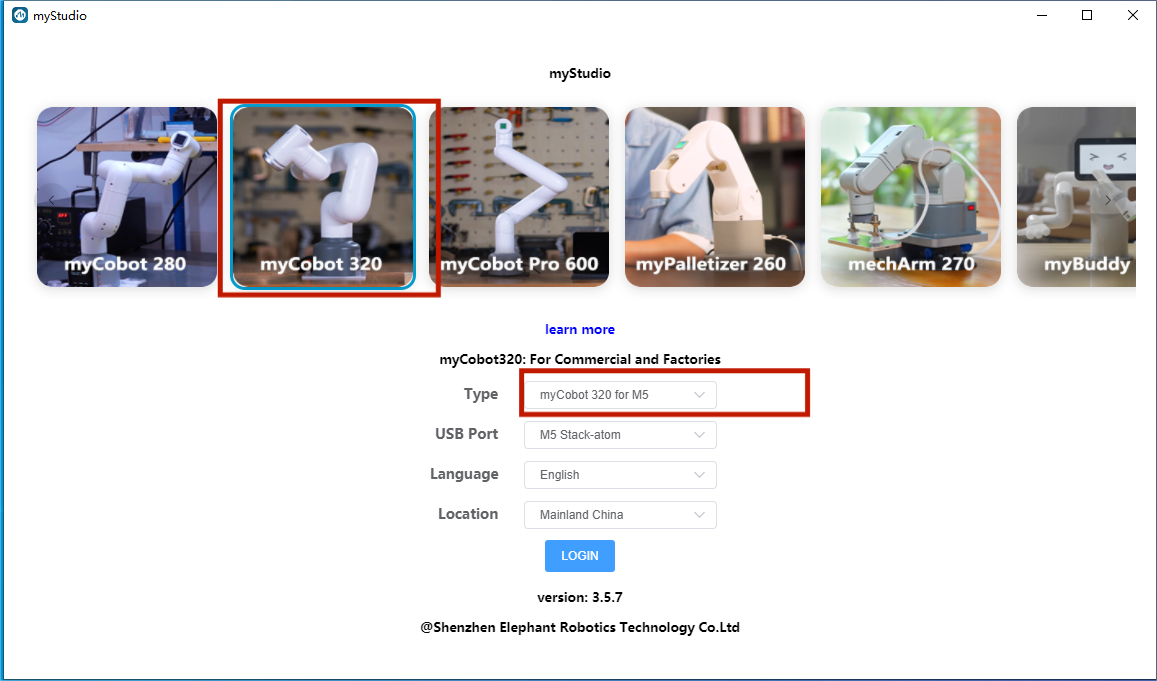 myStudio
myStudio
myCobot 280
myCobot 320
myCobot Pro 600
myPalletizer 260
mechArm 270
myBuddy
learn more
myCobot320: For Commercial and Factories
Type
myCobot 320 for M5
USB Port
M5 Stack-atom
Language
English
Location
Mainland China
LOGIN
version: 3.5.7
@Shenzhen Elephant Robotics Technology Co.Ltd